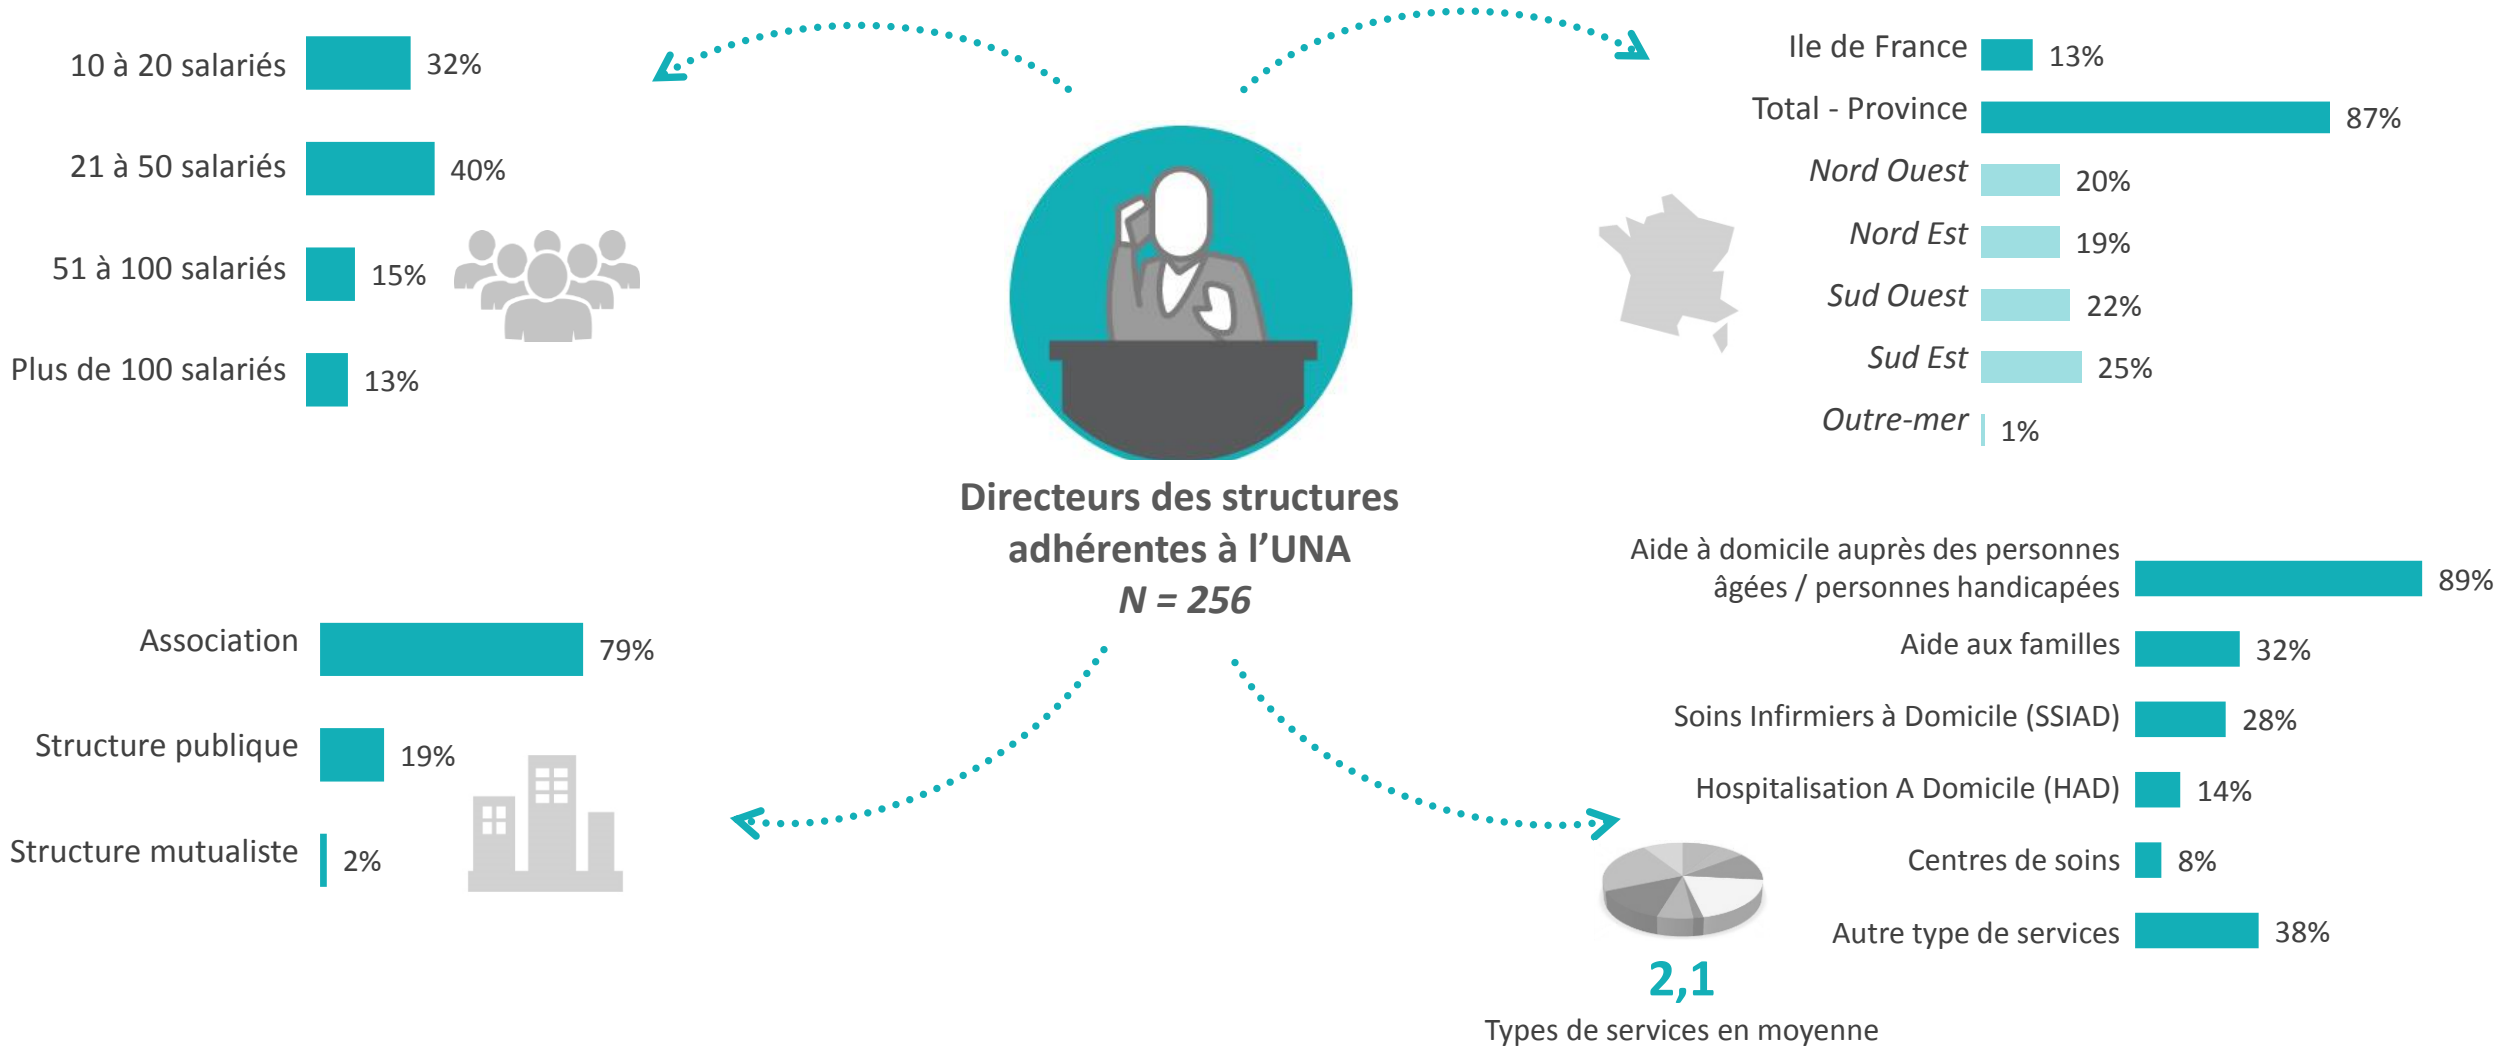 10 à 20 salariés 32%
21 à 50 salariés 40%
51 à 100 salariés 15%
Plus de 100 salariés 13%
Ile de France 13%
Total - Province 87%
Nord Ouest 20%
Nord Est 19%
Sud Ouest 22%
Sud Est 25%
Outre-mer 1%
Directeurs des structures
adhérentes à l’UNA
N = 256
Association 79%
Structure publique 19%
Structure mutualiste 2%
Aide à domicile auprès des personnes
âgées / personnes handicapées 89%
Aide aux familles 32%
Soins Infirmiers à Domicile (SSIAD) 28%
Hospitalisation A Domicile (HAD) 14%
Centres de soins 8%
Autre type de services 38%
2,1
Types de services en moyenne